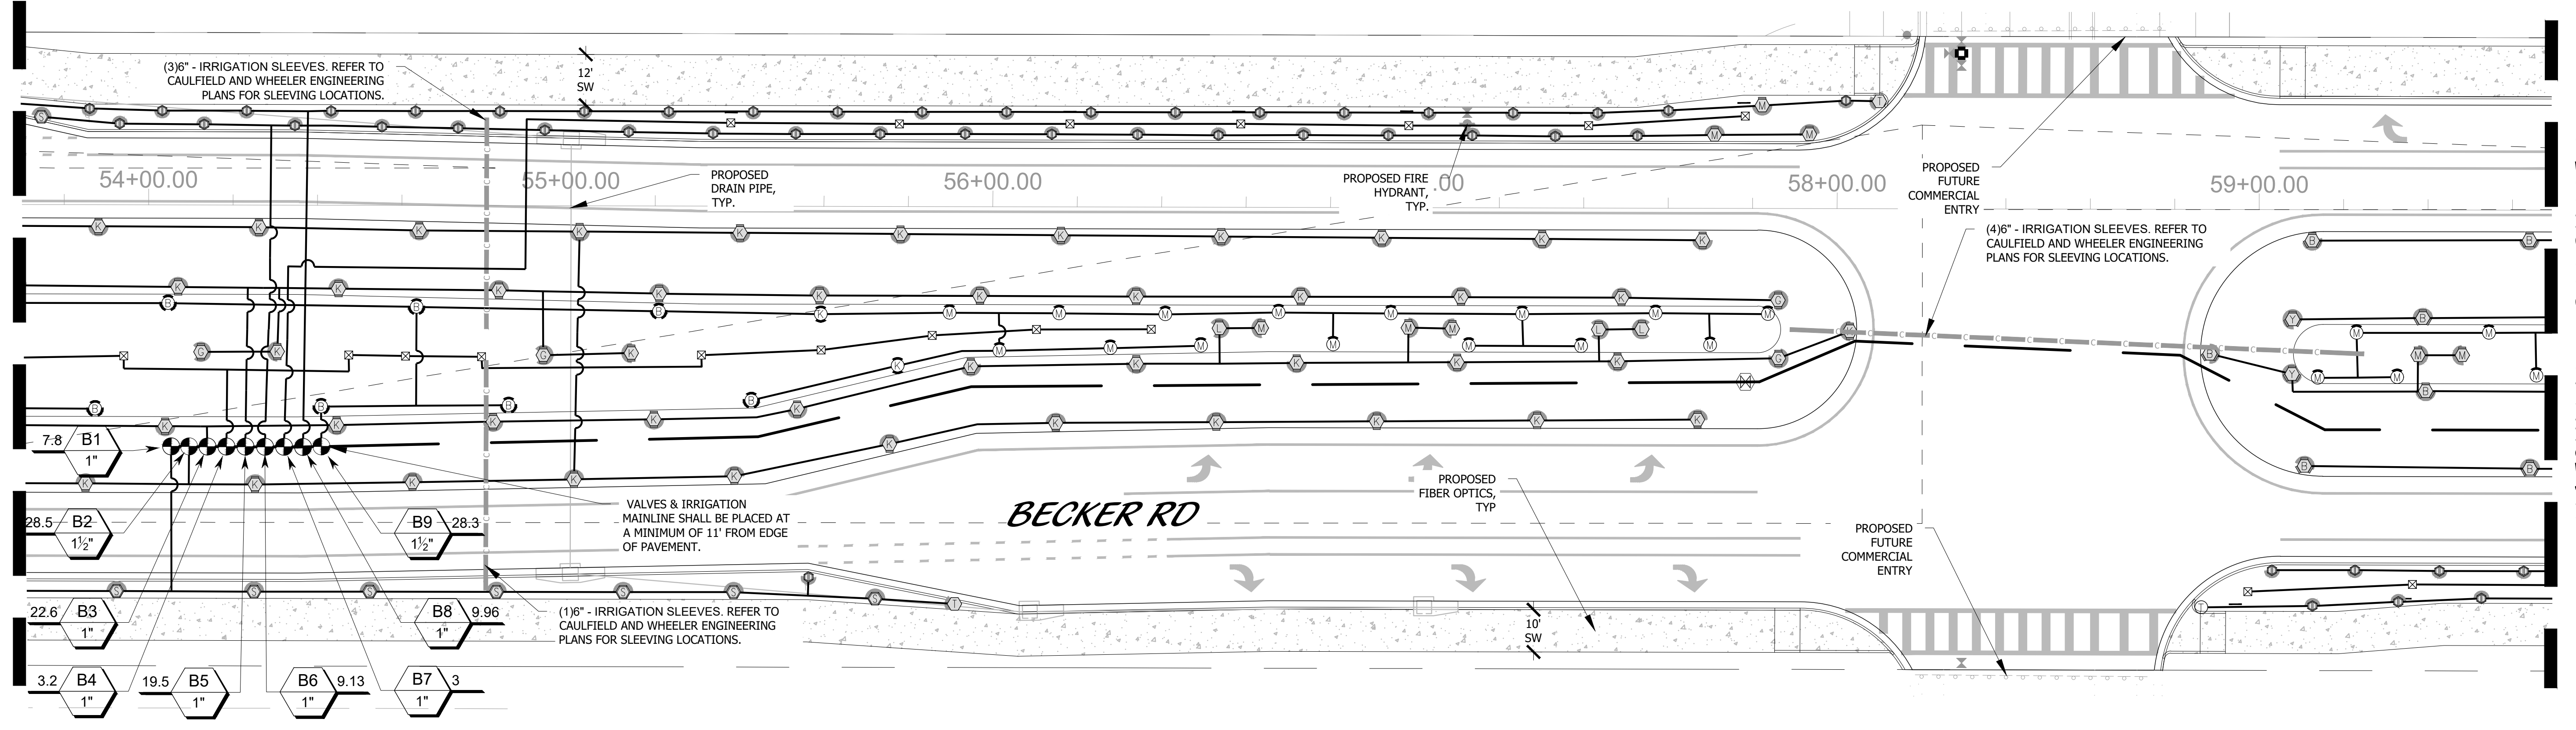 (3)6" - IRRIGATION SLEEVES. REFER TO
CAULFIELD AND WHEELER ENGINEERING
PLANS FOR SLEEVING LOCATIONS.
12'
SW
54+00.00
55+00.00
56+00.00
.00
58+00.00
59+00.00
PROPOSED
DRAIN PIPE,
TYP.
PROPOSED FIRE
HYDRANT,
TYP.
PROPOSED
FUTURE
COMMERCIAL
ENTRY
(4)6" - IRRIGATION SLEEVES. REFER TO
CAULFIELD AND WHEELER ENGINEERING
PLANS FOR SLEEVING LOCATIONS.
7.8 B1
1"
28.5 B2
1½"
B9 28.3
1½"
VALVES & IRRIGATION
MAINLINE SHALL BE PLACED AT
A MINIMUM OF 11' FROM EDGE
OF PAVEMENT.
BECKER RD
PROPOSED
FIBER OPTICS,
TYP
PROPOSED
FUTURE
COMMERCIAL
ENTRY
22.6 B3
1"
B8 9.96
1"
(1)6" - IRRIGATION SLEEVES. REFER TO
CAULFIELD AND WHEELER ENGINEERING
PLANS FOR SLEEVING LOCATIONS.
10'
SW
3.2 B4
1"
19.5 B5
1"
B6 9.13
1"
B7 3
1"